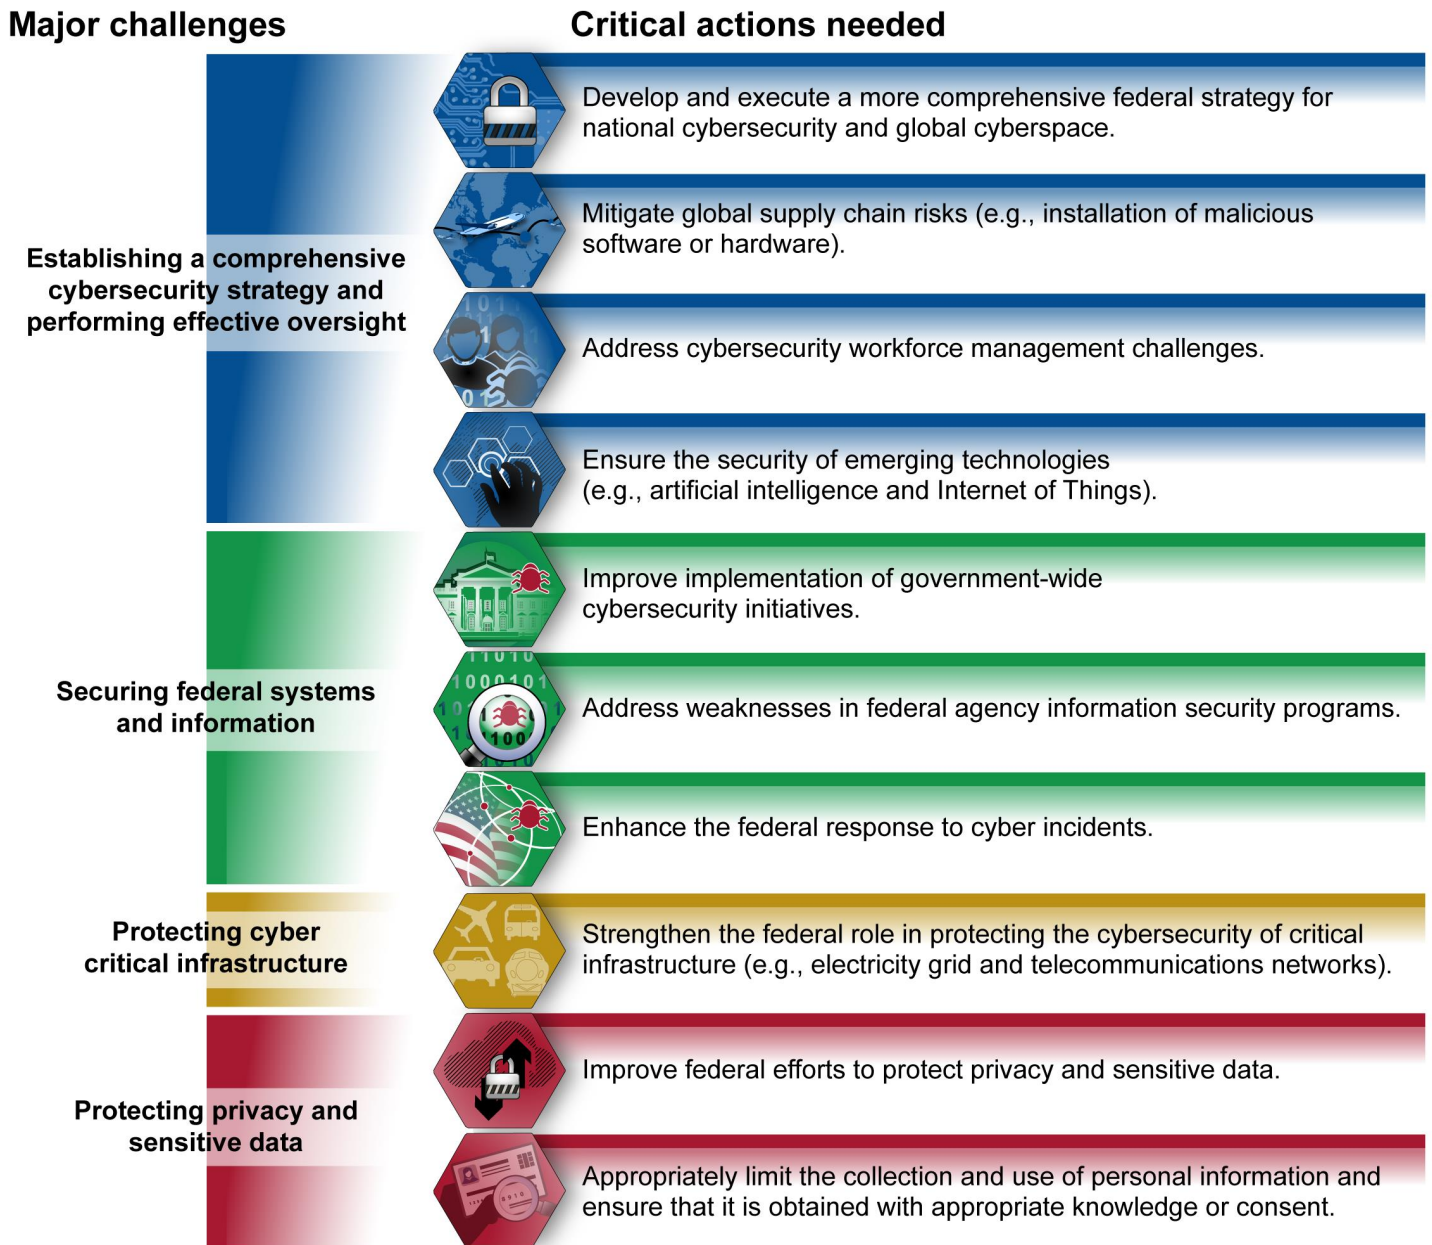 Major challenges
Critical actions needed
Establishing a comprehensive
cybersecurity strategy and
performing effective oversight
Develop and execute a more comprehensive federal strategy for
national cybersecurity and global cyberspace.
Mitigate global supply chain risks (e.g., installation of malicious
software or hardware).
Address cybersecurity workforce management challenges.
Ensure the security of emerging technologies
(e.g., artificial intelligence and Internet of Things).
Securing federal systems
and information
Improve implementation of government-wide
cybersecurity initiatives.
Address weaknesses in federal agency information security programs.
Enhance the federal response to cyber incidents.
Protecting cyber
critical infrastructure
Strengthen the federal role in protecting the cybersecurity of critical
infrastructure (e.g., electricity grid and telecommunications networks).
Protecting privacy and
sensitive data
Improve federal efforts to protect privacy and sensitive data.
Appropriately limit the collection and use of personal information and
ensure that it is obtained with appropriate knowledge or consent.